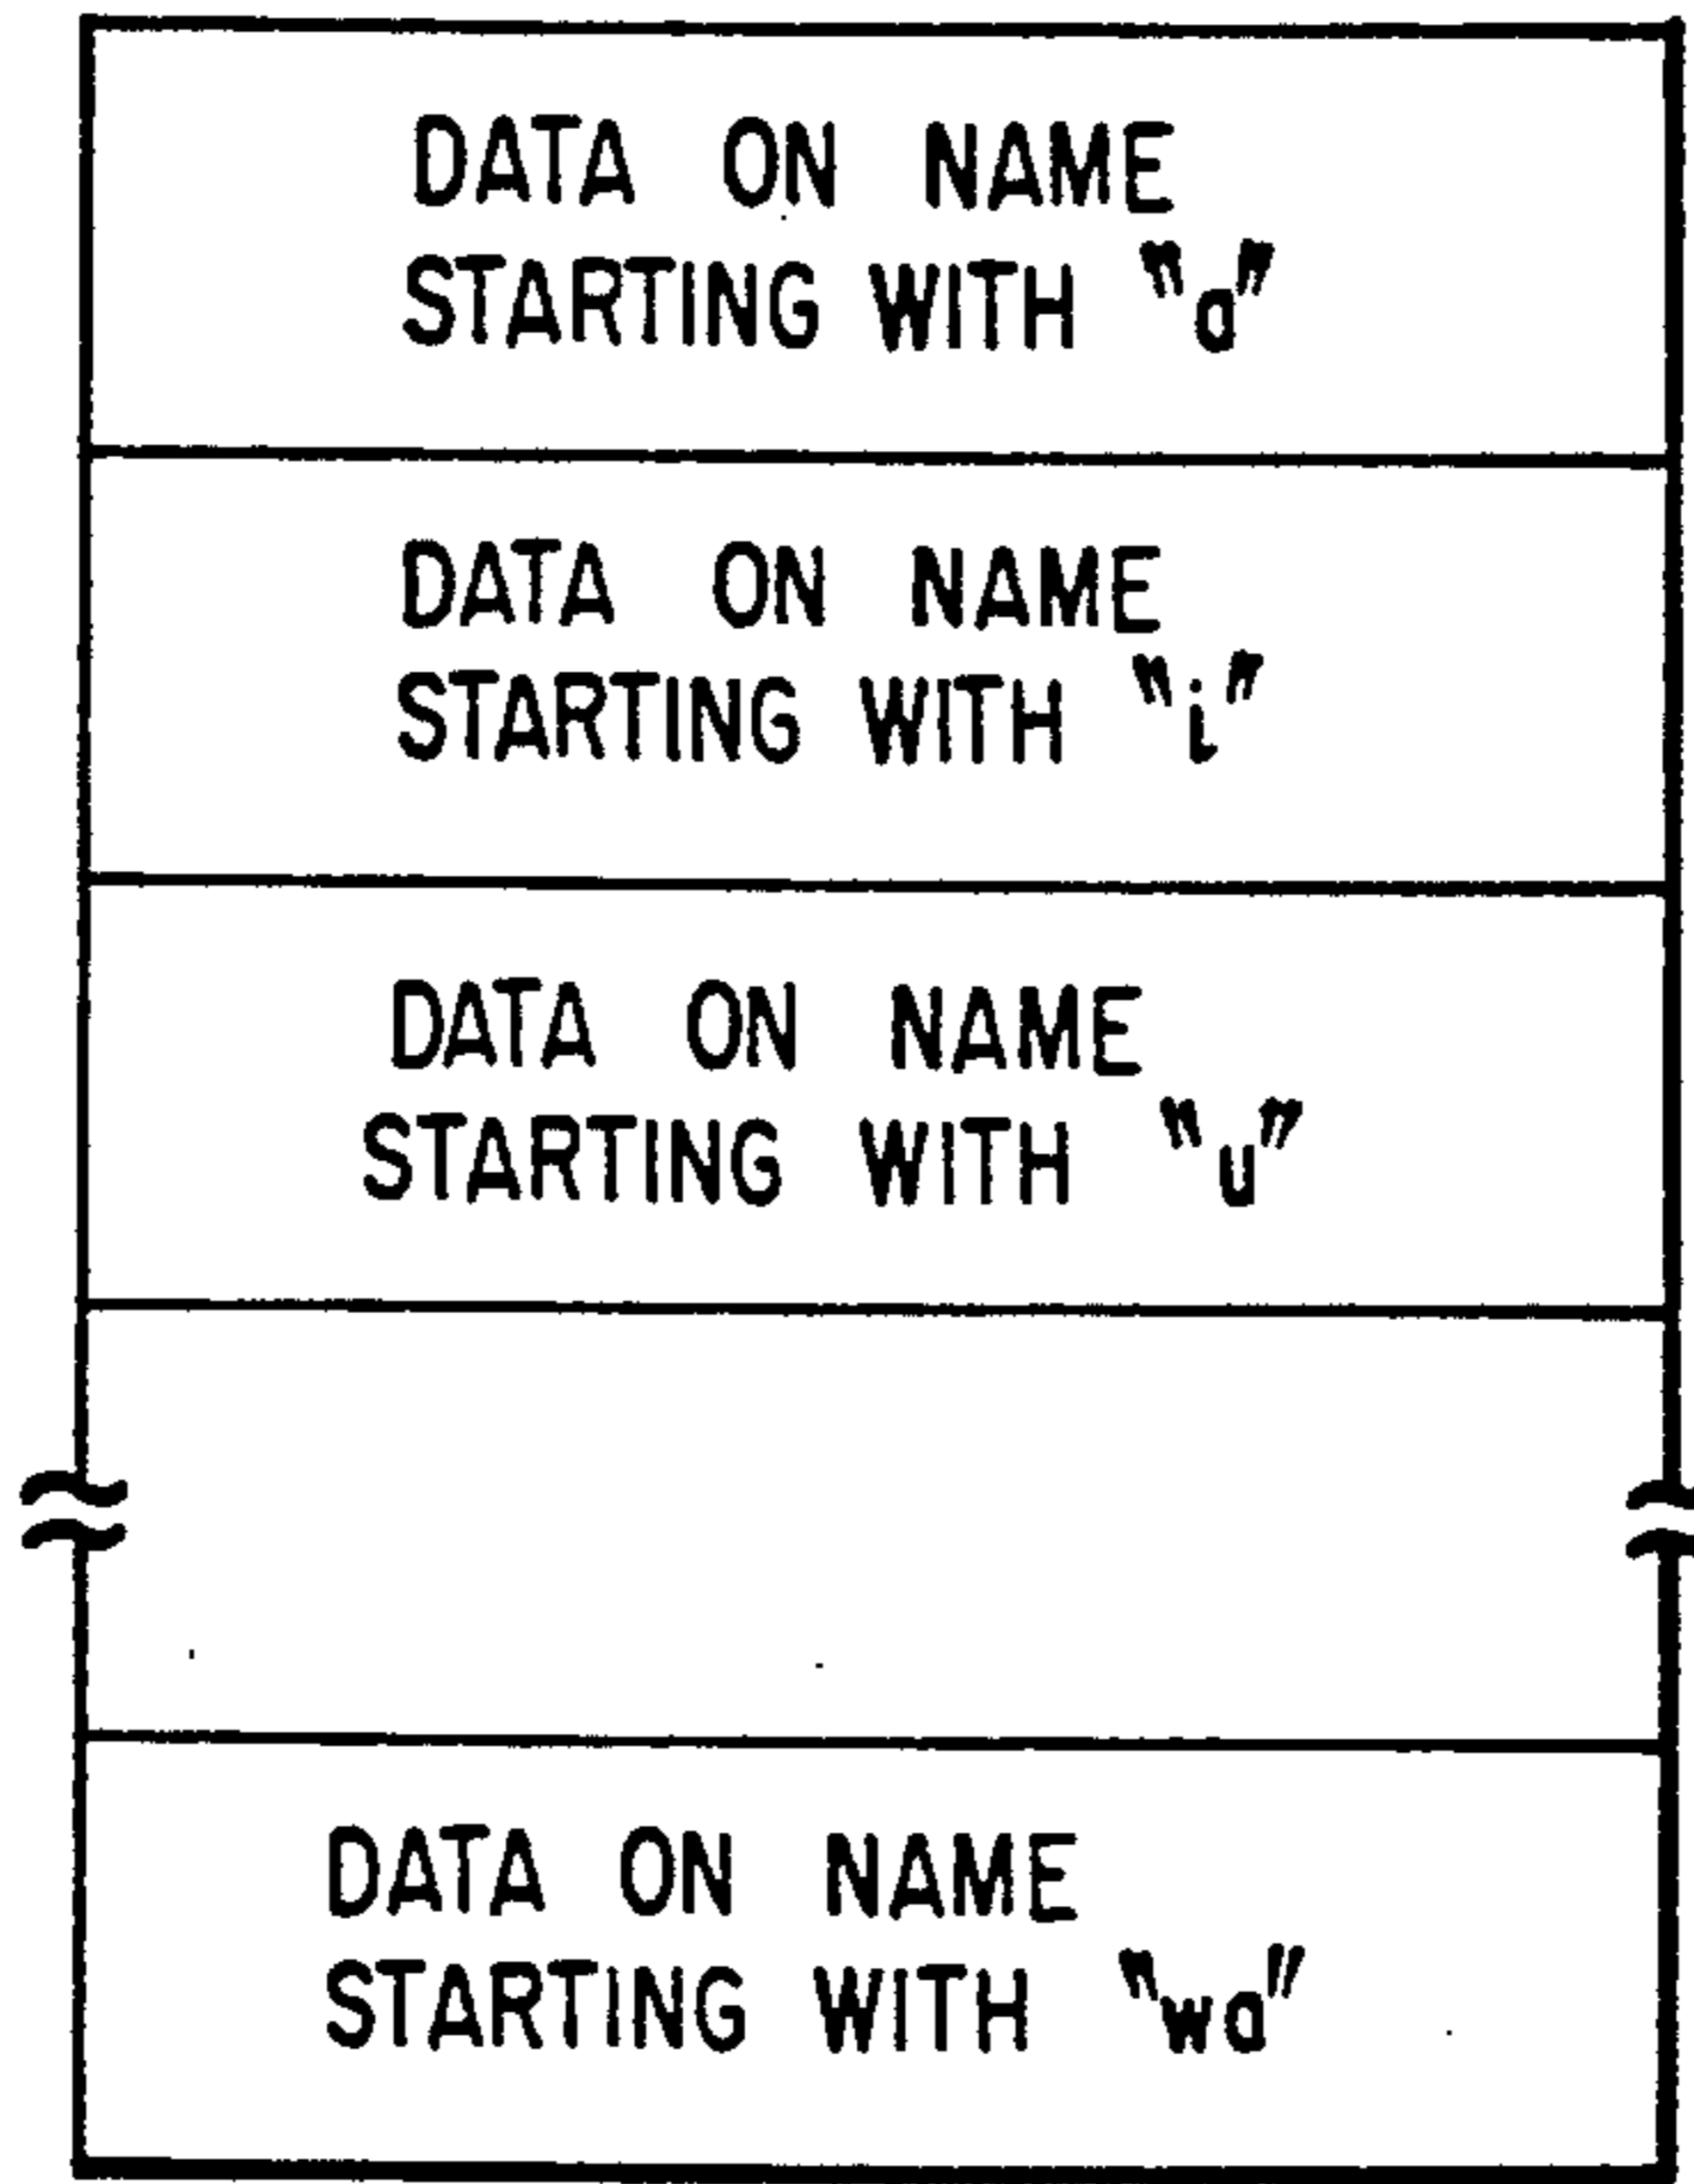 DATA ON NAME
STARTING WITH "a"
DATA ON NAME
STARTING WITH "i"
DATA ON NAME
STARTING WITH "u"
DATA ON NAME
STARTING WITH "wa"